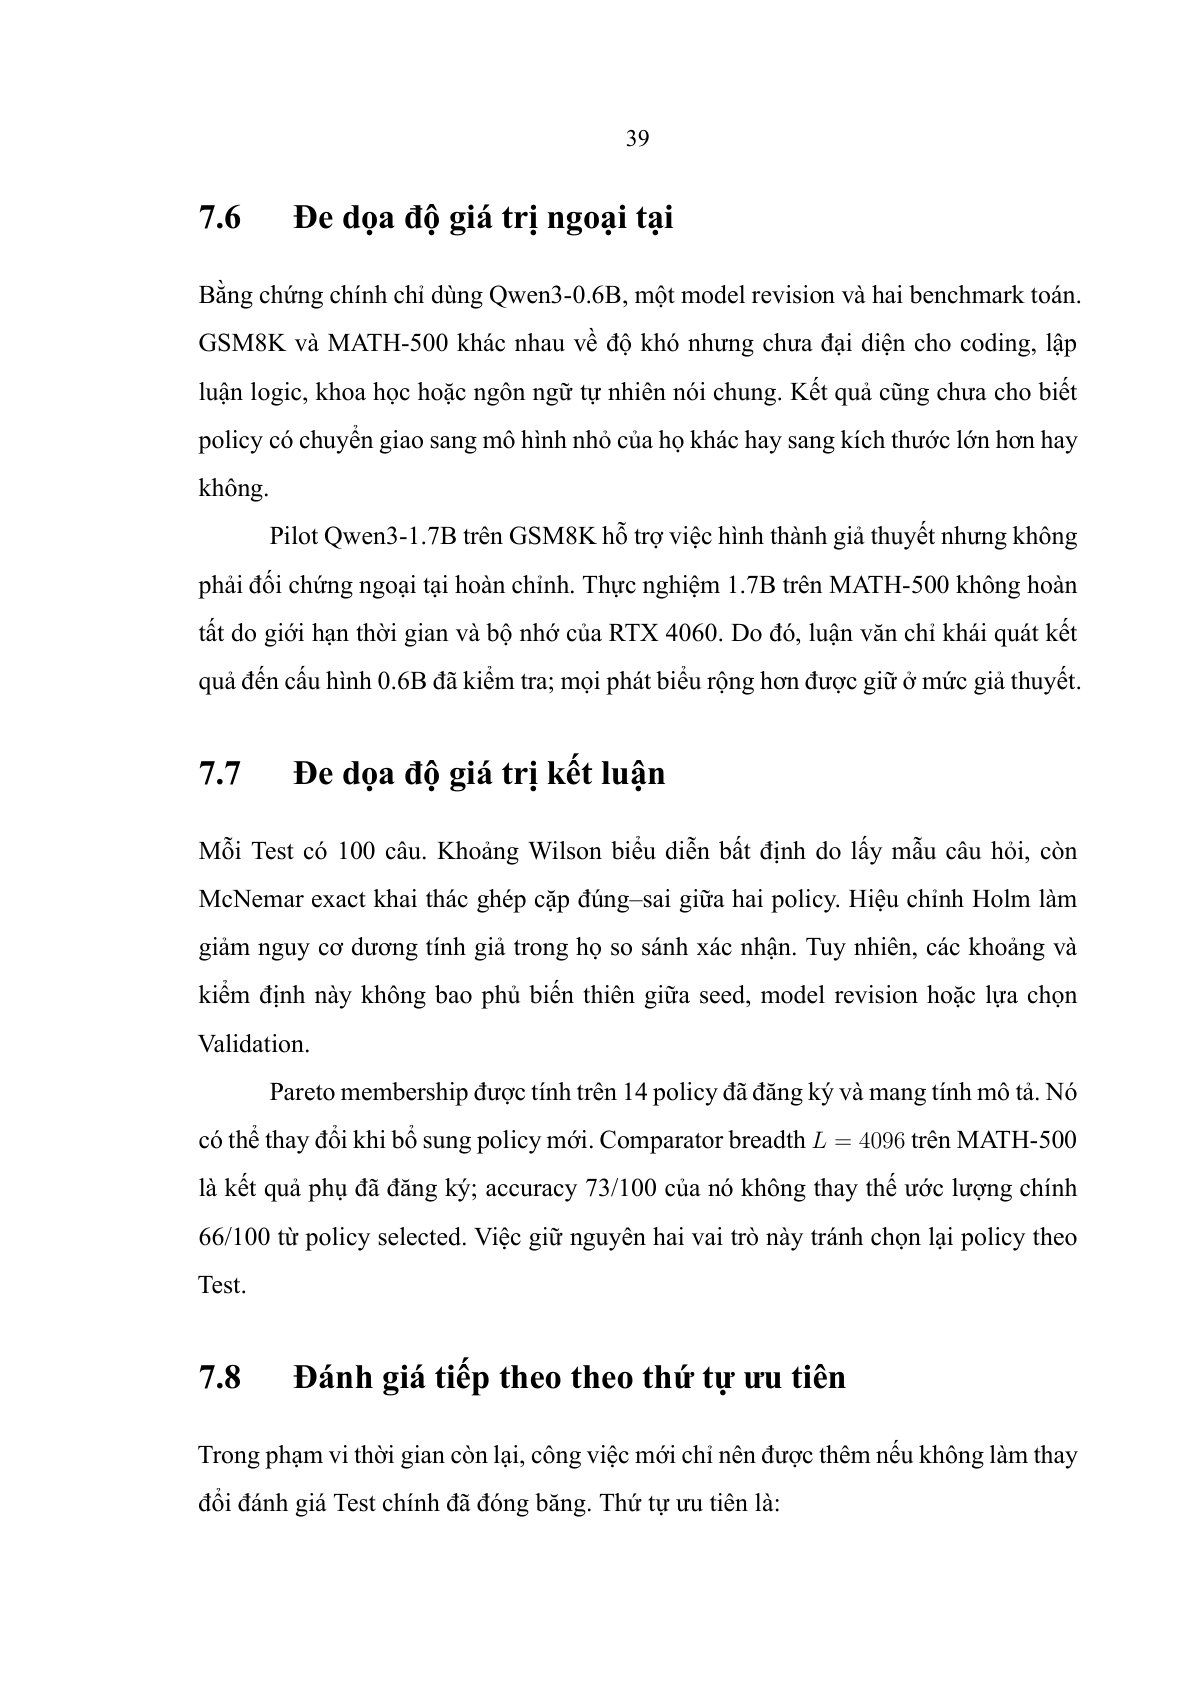 39
7.6 Đe dọa độ giá trị ngoại tại
Bằng chứng chính chỉ dùng Qwen3-0.6B, một model revision và hai benchmark toán.
GSM8K và MATH-500 khác nhau về độ khó nhưng chưa đại diện cho coding, lập
luận logic, khoa học hoặc ngôn ngữ tự nhiên nói chung. Kết quả cũng chưa cho biết
policy có chuyển giao sang mô hình nhỏ của họ khác hay sang kích thước lớn hơn hay
không.
Pilot Qwen3-1.7B trên GSM8K hỗ trợ việc hình thành giả thuyết nhưng không
phải đối chứng ngoại tại hoàn chỉnh. Thực nghiệm 1.7B trên MATH-500 không hoàn
tất do giới hạn thời gian và bộ nhớ của RTX 4060. Do đó, luận văn chỉ khái quát kết
quả đến cấu hình 0.6B đã kiểm tra; mọi phát biểu rộng hơn được giữ ở mức giả thuyết.
7.7 Đe dọa độ giá trị kết luận
Mỗi Test có 100 câu. Khoảng Wilson biểu diễn bất định do lấy mẫu câu hỏi, còn
McNemar exact khai thác ghép cặp đúng–sai giữa hai policy. Hiệu chỉnh Holm làm
giảm nguy cơ dương tính giả trong họ so sánh xác nhận. Tuy nhiên, các khoảng và
kiểm định này không bao phủ biến thiên giữa seed, model revision hoặc lựa chọn
Validation.
Pareto membership được tính trên 14 policy đã đăng ký và mang tính mô tả. Nó
có thể thay đổi khi bổ sung policy mới. Comparator breadth L = 4096 trên MATH-500
là kết quả phụ đã đăng ký; accuracy 73/100 của nó không thay thế ước lượng chính
66/100 từ policy selected. Việc giữ nguyên hai vai trò này tránh chọn lại policy theo
Test.
7.8 Đánh giá tiếp theo theo thứ tự ưu tiên
Trong phạm vi thời gian còn lại, công việc mới chỉ nên được thêm nếu không làm thay
đổi đánh giá Test chính đã đóng băng. Thứ tự ưu tiên là: